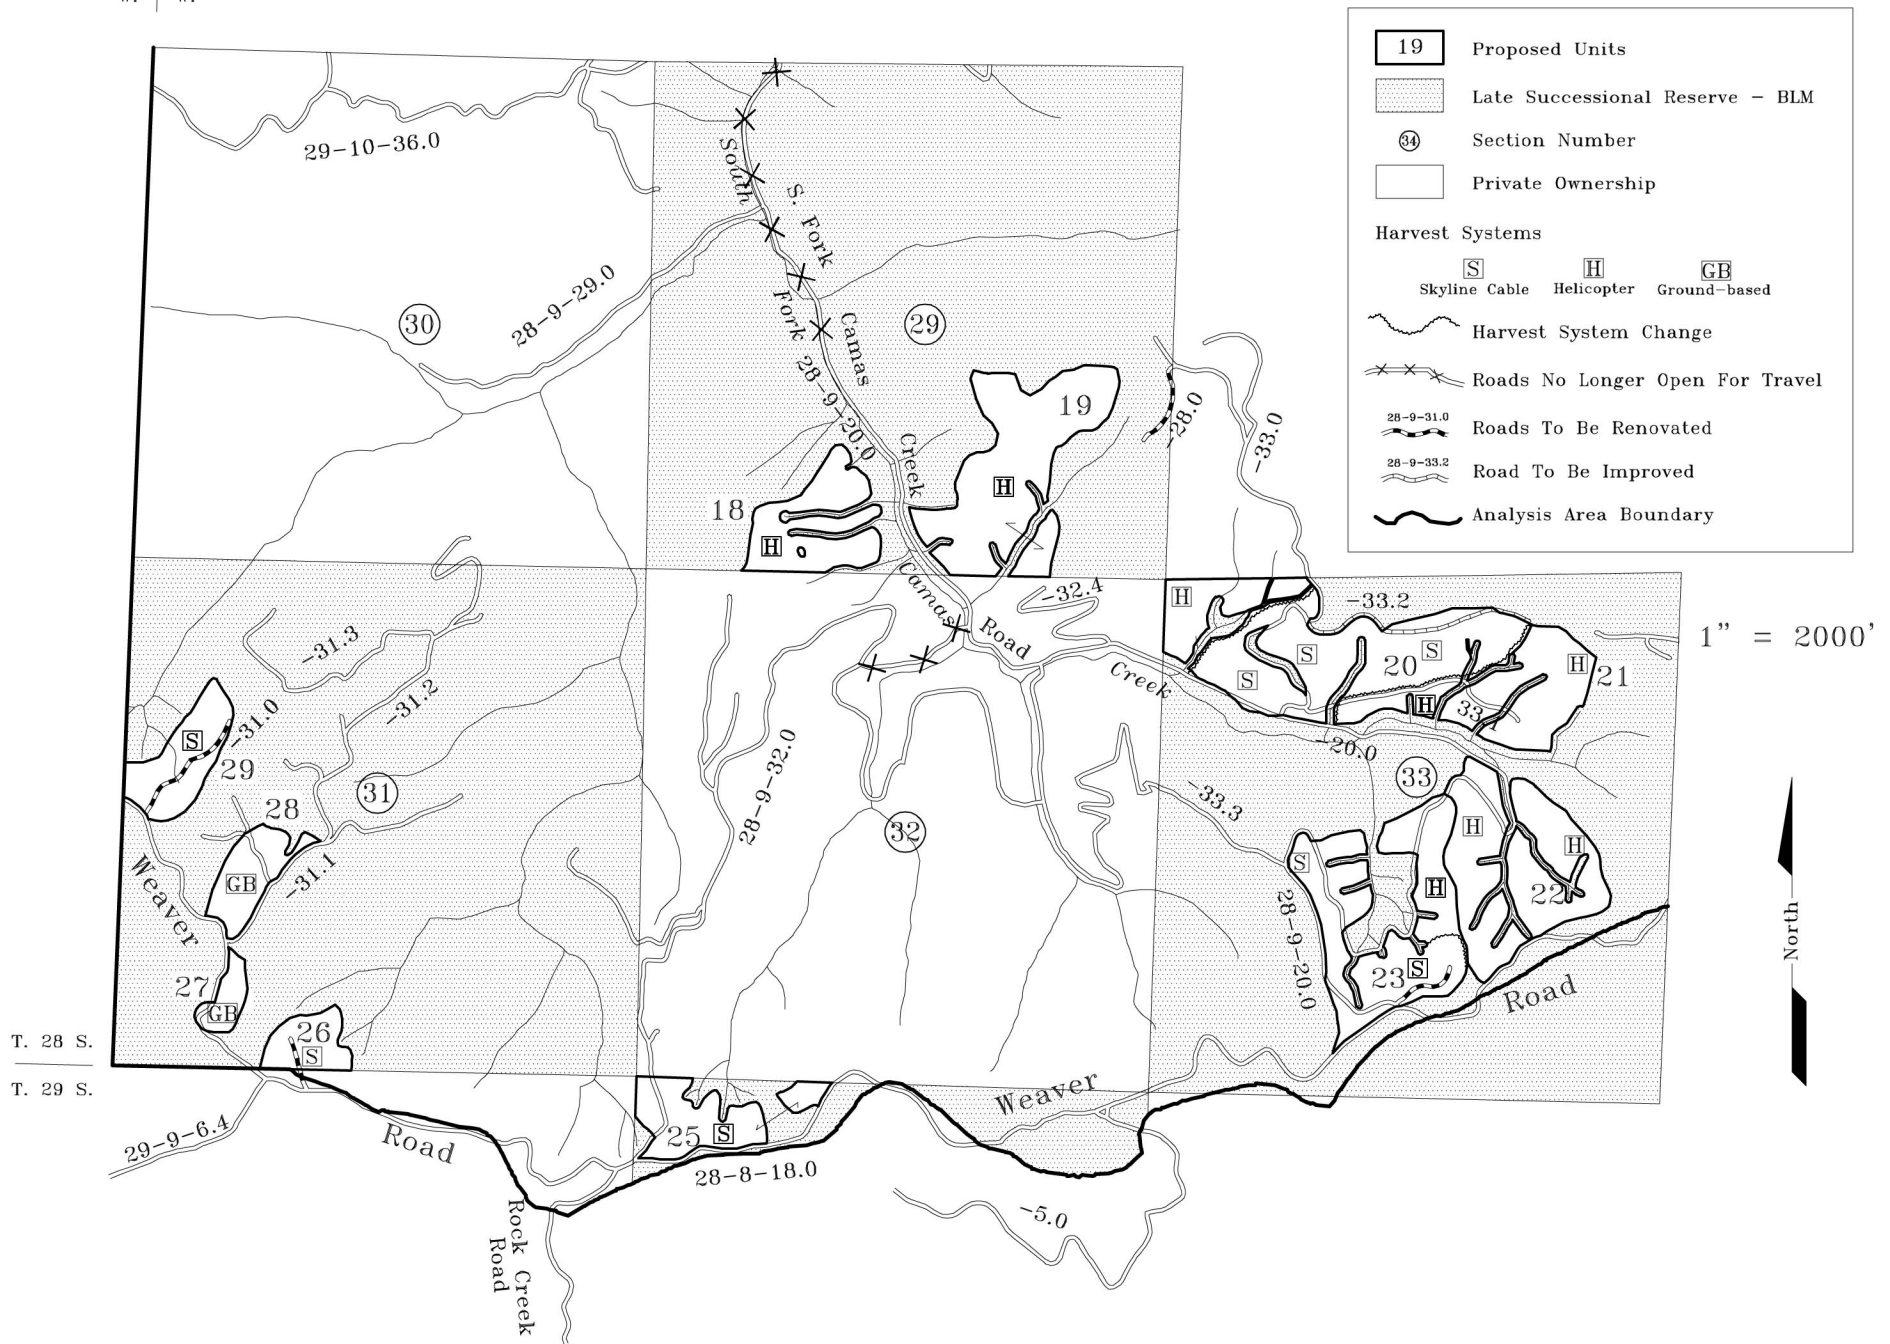 19 Proposed Units
Late Successional Reserve - BLM
34 Section Number
Private Ownership
Harvest Systems
S H GB
Skyline Cable Helicopter Ground-based
Harvest System Change
Roads No Longer Open For Travel
28-9-31.0
Roads To Be Renovated
28-9-33.2
Road To Be Improved
Analysis Area Boundary
1" = 2000'
North
29-10-36.0
South
Fork
28-9-20.0
S. Fork
Camas
Creek
28-9-29.0
30
29
19
H
18
H
-28.0
-33.0
Camas
Road
-32.4
Creek
H
-33.2
S
S
20
S
H
21
H
33.1
-20.0
33
-33.3
-31.3
-31.2
-31.0
S
29
31
28
GB
-31.1
Weaver
27
GB
26
S
28-9-32.0
32
S
H
H
22
H
28-9-20.0
23
S
Road
T. 28 S.
T. 29 S.
29-9-6.4
Road
25
S
28-8-18.0
Weaver
-5.0
Rock Creek
Road